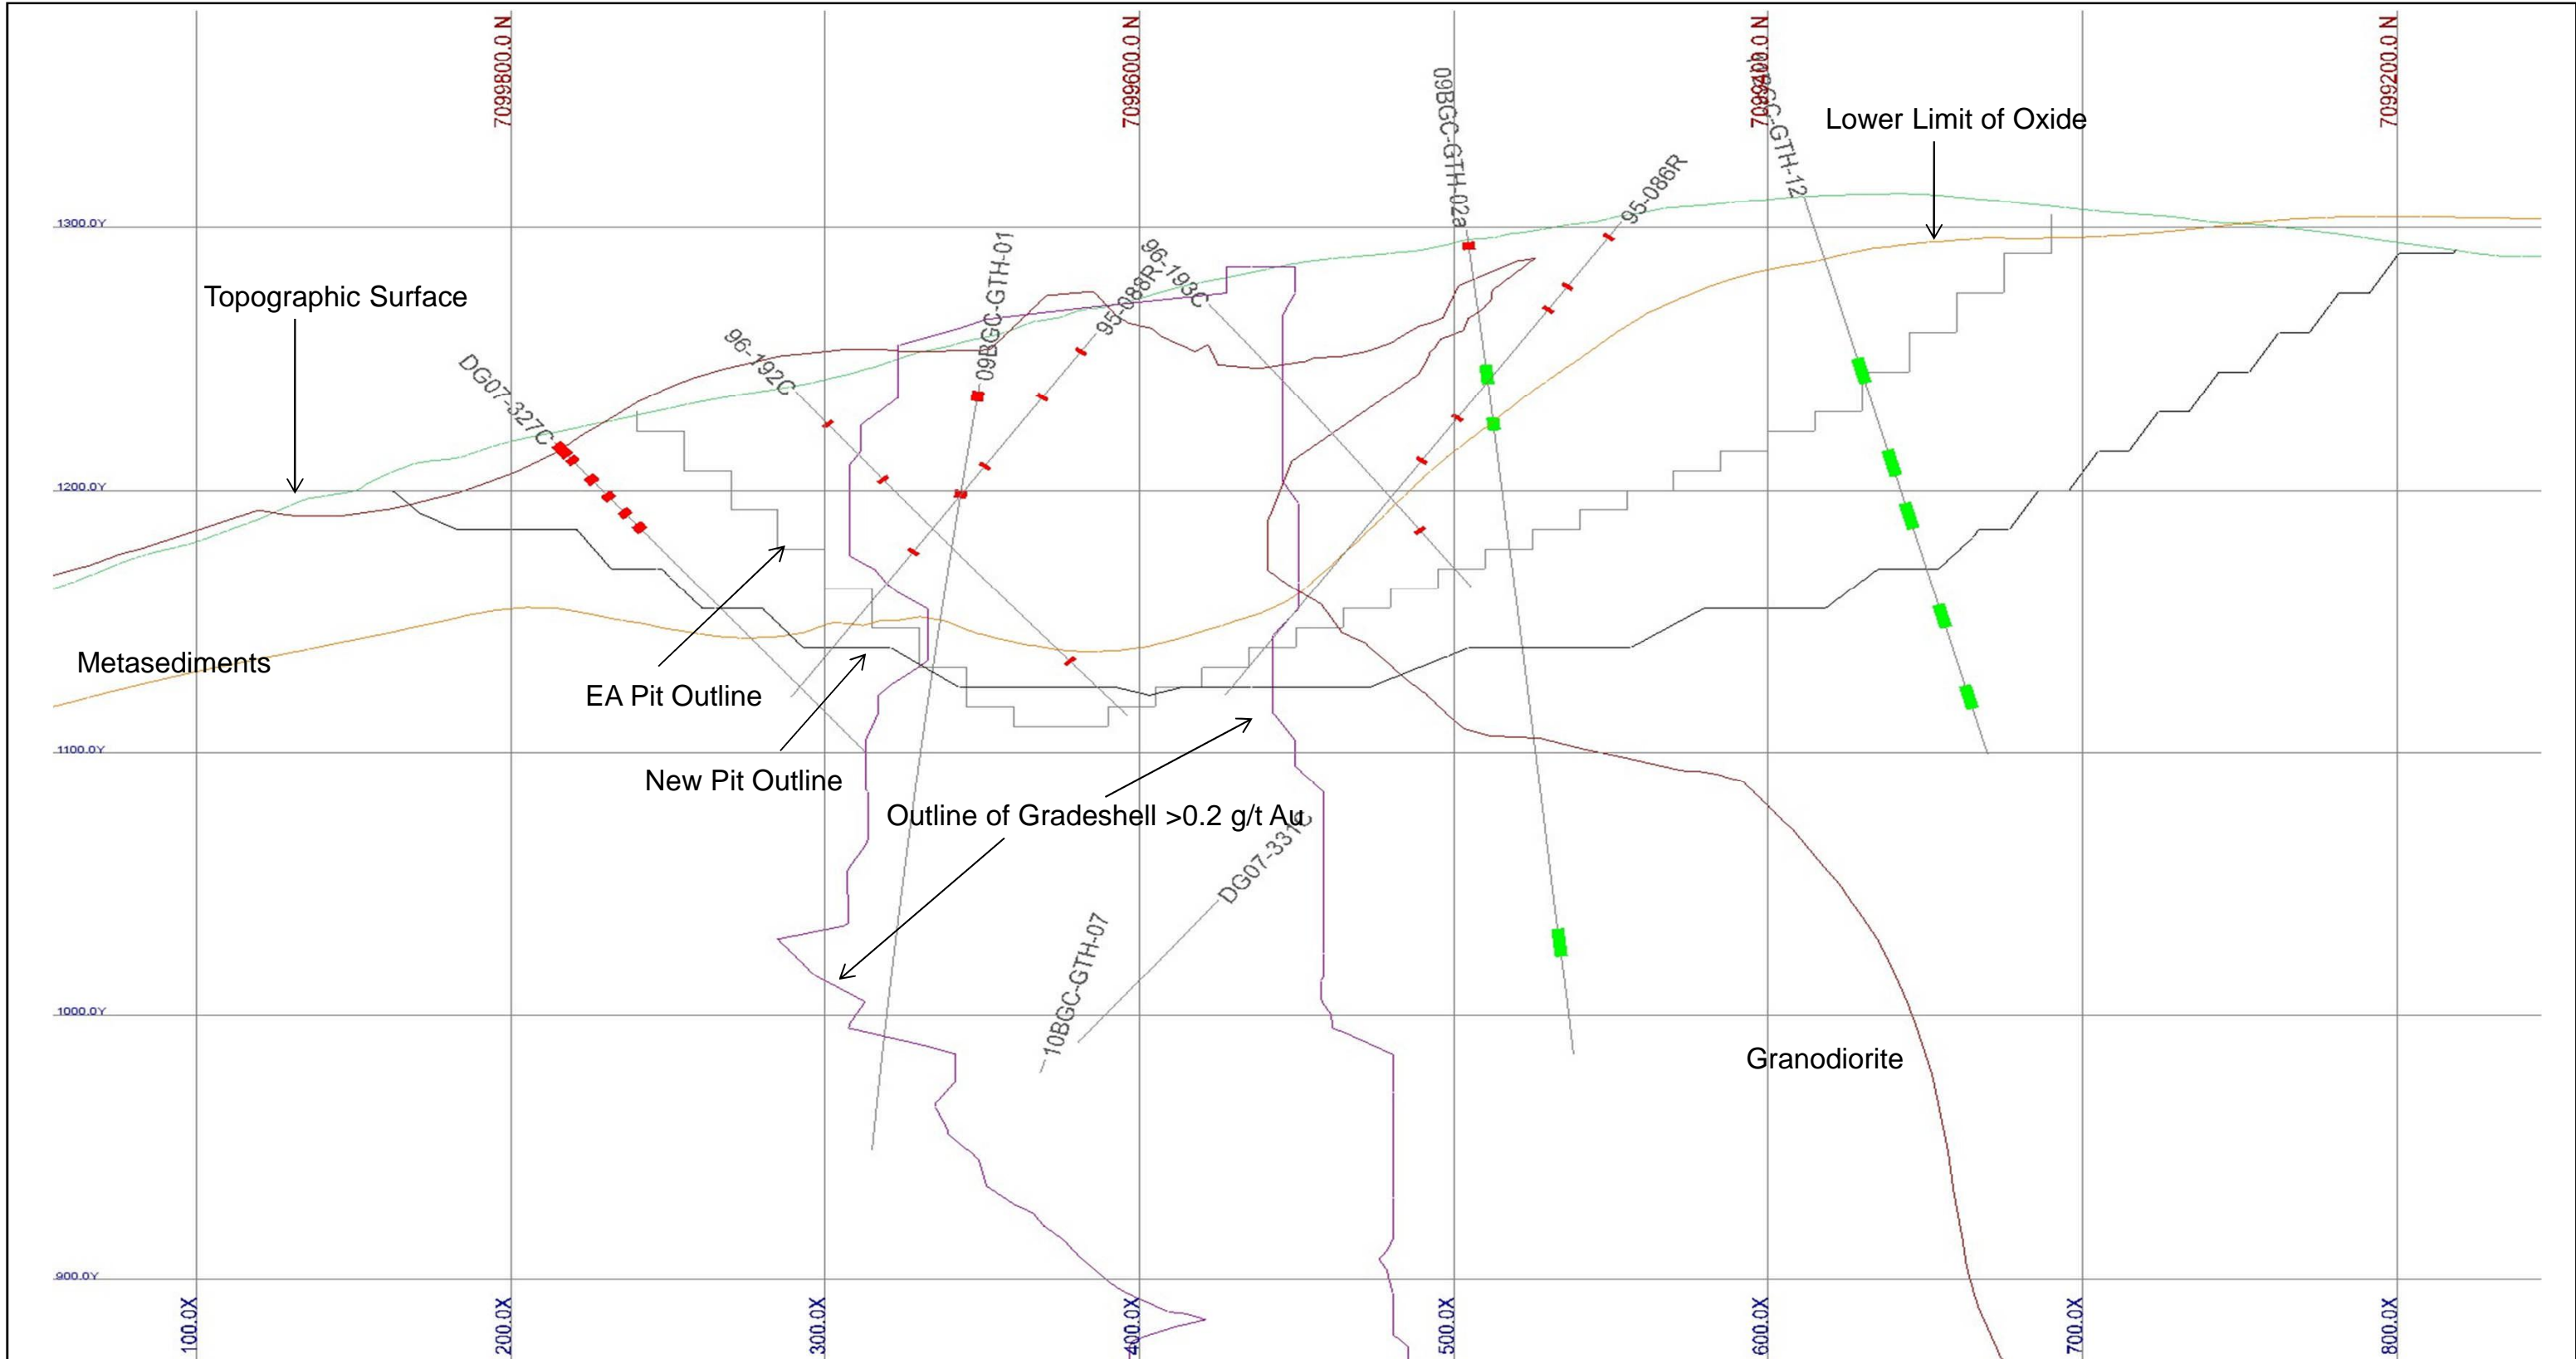 7099800.0 N
7099600.0 N
7099400.0 N
7099200.0 N
09BGC-GTH-02a
Lower Limit of Oxide
95-086R
1300.0Y
09BGC-GTH-01
96-193C
95-088R
Topographic Surface
96-192C
DG07-327C
1200.0Y
Metasediments
EA Pit Outline
1100.0Y
New Pit Outline
Outline of Gradeshell >0.2 g/t Au
DG07-331C
10BGC-GTH-07
1000.0Y
Granodiorite
900.0Y
100.0X
200.0X
300.0X
400.0X
500.0X
600.0X
700.0X
800.0X